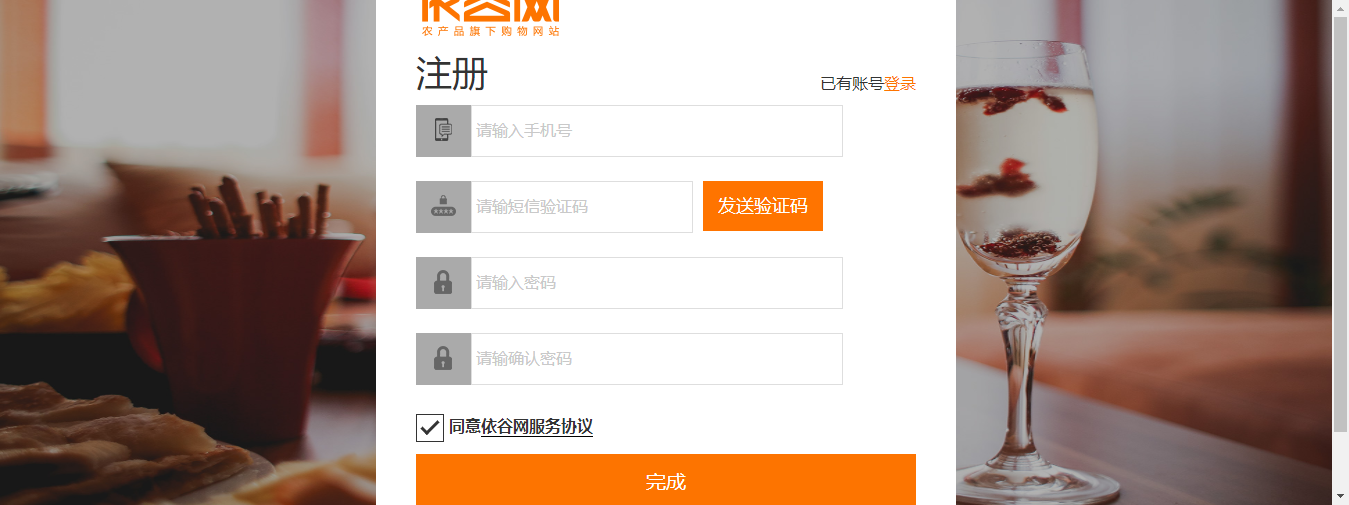 依谷网
农产品旗下购物网站
注册
已有账号登录
请输入手机号
请输短信验证码
发送验证码
请输入密码
请输确认密码
同意依谷网服务协议
完成